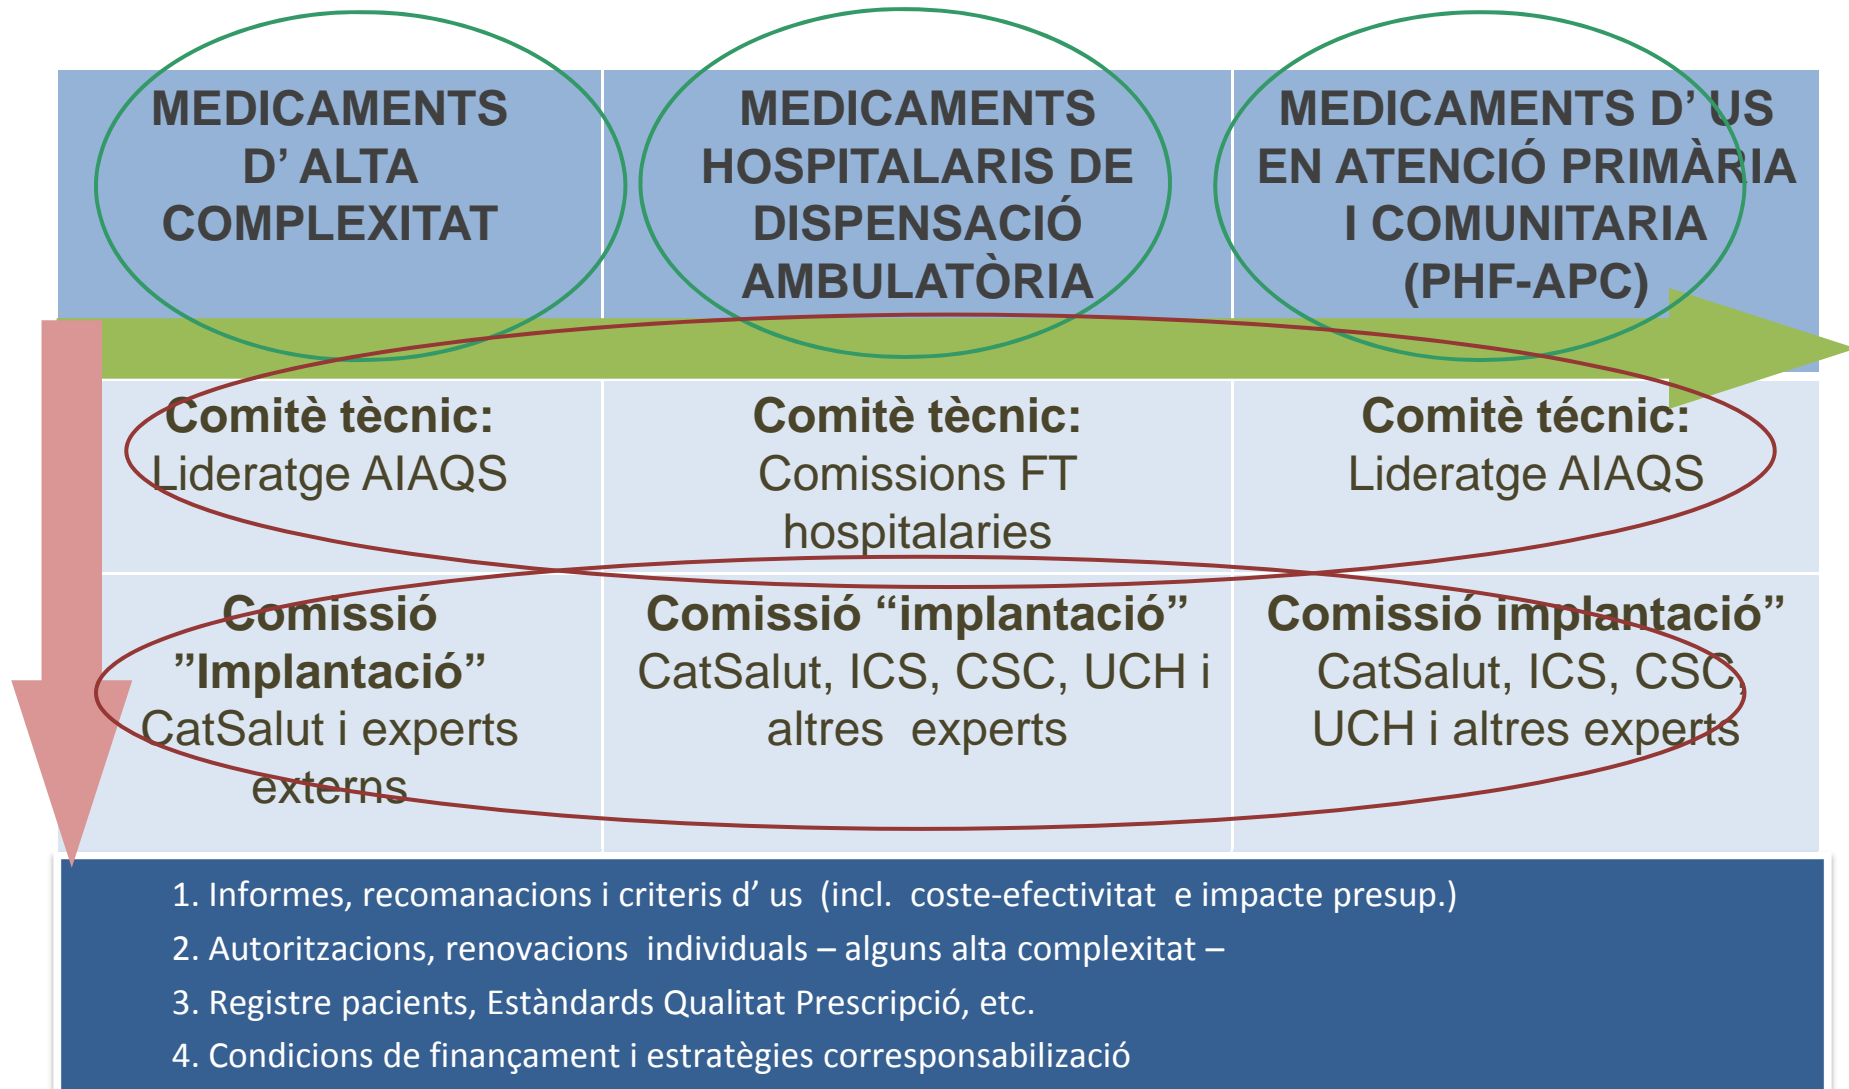 MEDICAMENTS
D’ ALTA
COMPLEXITAT
MEDICAMENTS
HOSPITALARIS DE
DISPENSACIÓ
AMBULATÒRIA
MEDICAMENTS D’ US
EN ATENCIÓ PRIMÀRIA
I COMUNITARIA
(PHF-APC)
Comitè tècnic:
Lideratge AIAQS
Comitè tècnic:
Comissions FT
hospitalaries
Comitè técnic:
Lideratge AIAQS
Comissió
”Implantació”
CatSalut i experts
externs
Comissió “implantació”
CatSalut, ICS, CSC, UCH i
altres experts
Comissió implantació”
CatSalut, ICS, CSC,
UCH i altres experts
1. Informes, recomanacions i criteris d’ us (incl. coste-efectivitat e impacte presup.)
2. Autoritzacions, renovacions individuals – alguns alta complexitat –
3. Registre pacients, Estàndards Qualitat Prescripció, etc.
4. Condicions de finançament i estratègies corresponsabilizació